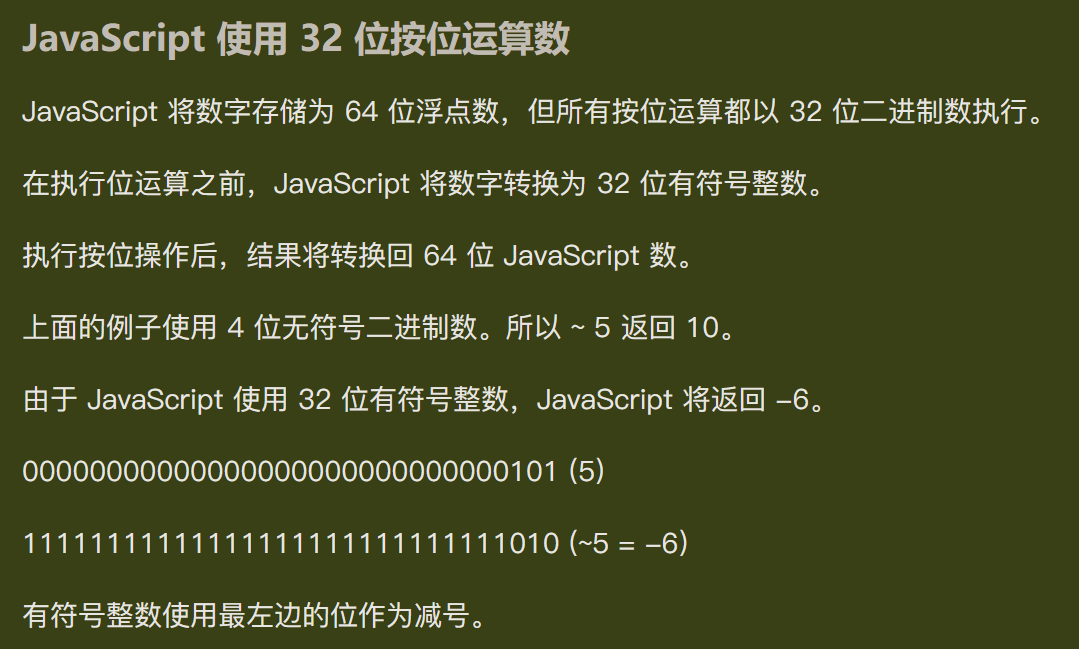 JavaScript 使用 32 位按位运算数
JavaScript 将数字存储为 64 位浮点数，但所有按位运算都以 32 位二进制数执行。
在执行位运算之前，JavaScript 将数字转换为 32 位有符号整数。
执行按位操作后，结果将转换回 64 位 JavaScript 数。
上面的例子使用 4 位无符号二进制数。所以 ~ 5 返回 10。
由于 JavaScript 使用 32 位有符号整数，JavaScript 将返回 -6。
00000000000000000000000000000101 (5)
11111111111111111111111111111010 (~5 = -6)
有符号整数使用最左边的位作为减号。